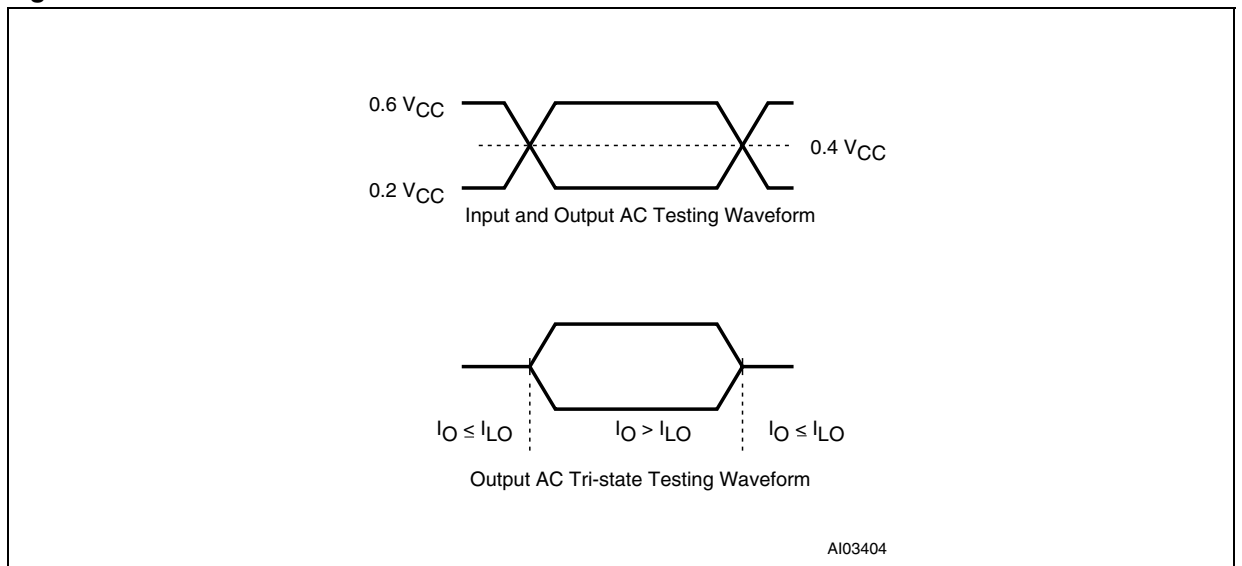 0.6 VCC
0.4 VCC
0.2 VCC
Input and Output AC Testing Waveform
IO ≤ ILO IO > ILO IO ≤ ILO
Output AC Tri-state Testing Waveform
AI03404